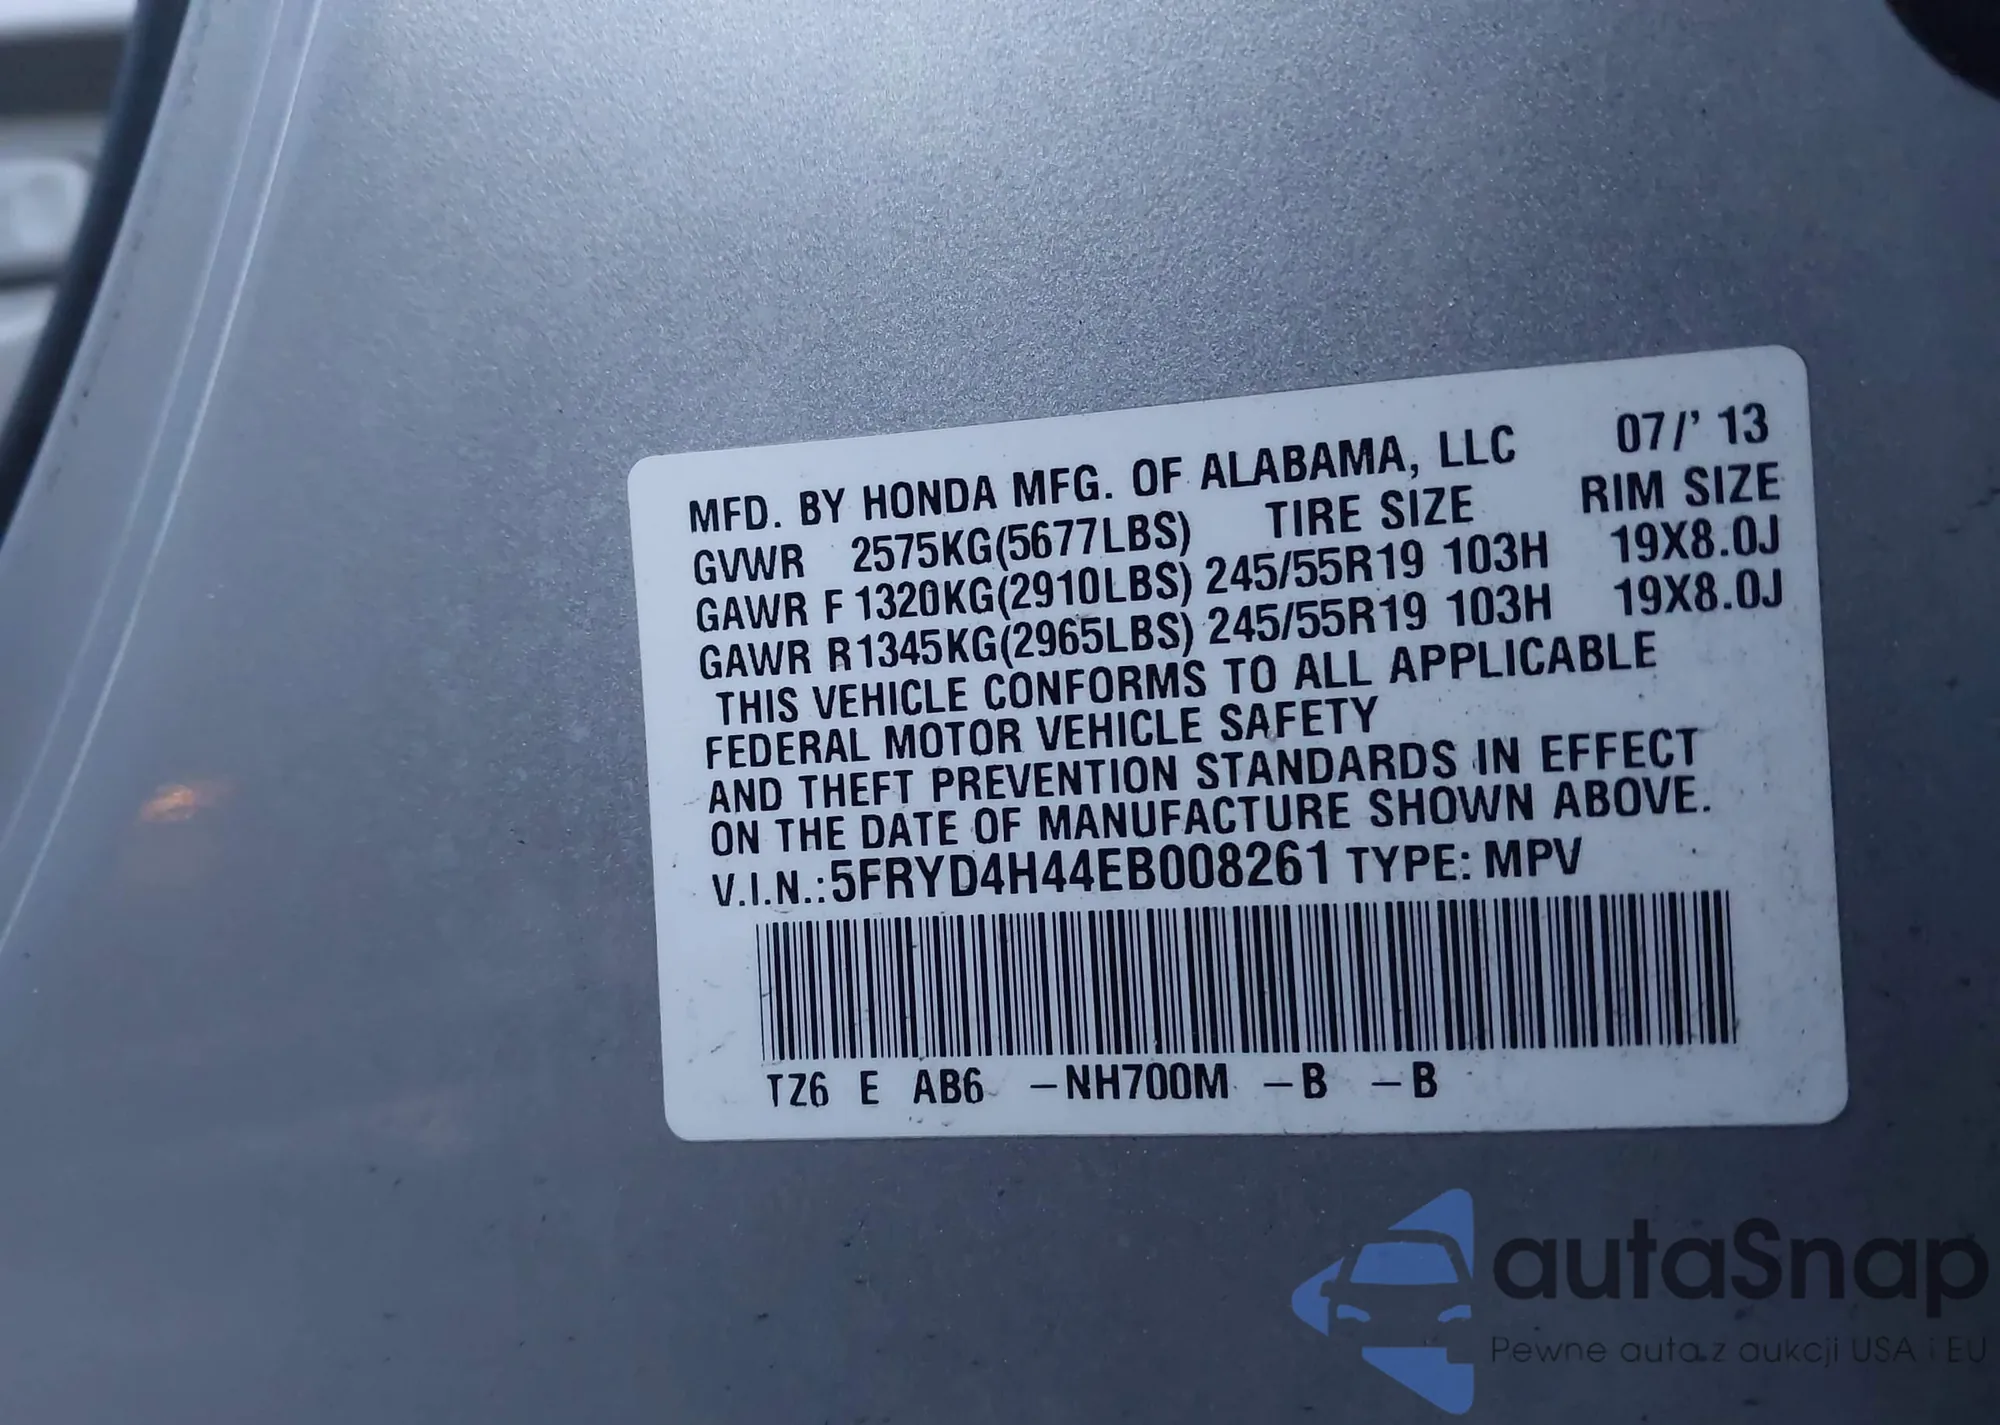 MFD. BY HONDA MFG. OF ALABAMA, LLC 07/' 13
GVWR 2575KG(5677LBS) TIRE SIZE RIM SIZE
GAWR F 1320KG(2910LBS) 245/55R19 103H 19X8.0J
GAWR R 1345KG(2965LBS) 245/55R19 103H 19X8.0J
THIS VEHICLE CONFORMS TO ALL APPLICABLE
FEDERAL MOTOR VEHICLE SAFETY
AND THEFT PREVENTION STANDARDS IN EFFECT
ON THE DATE OF MANUFACTURE SHOWN ABOVE.
V.I.N.: 5FRYD4H44EB008261 TYPE: MPV
TZ6 E AB6 -NH700M -B -B
autaSnap
Pewne auta z aukcji USA i EU